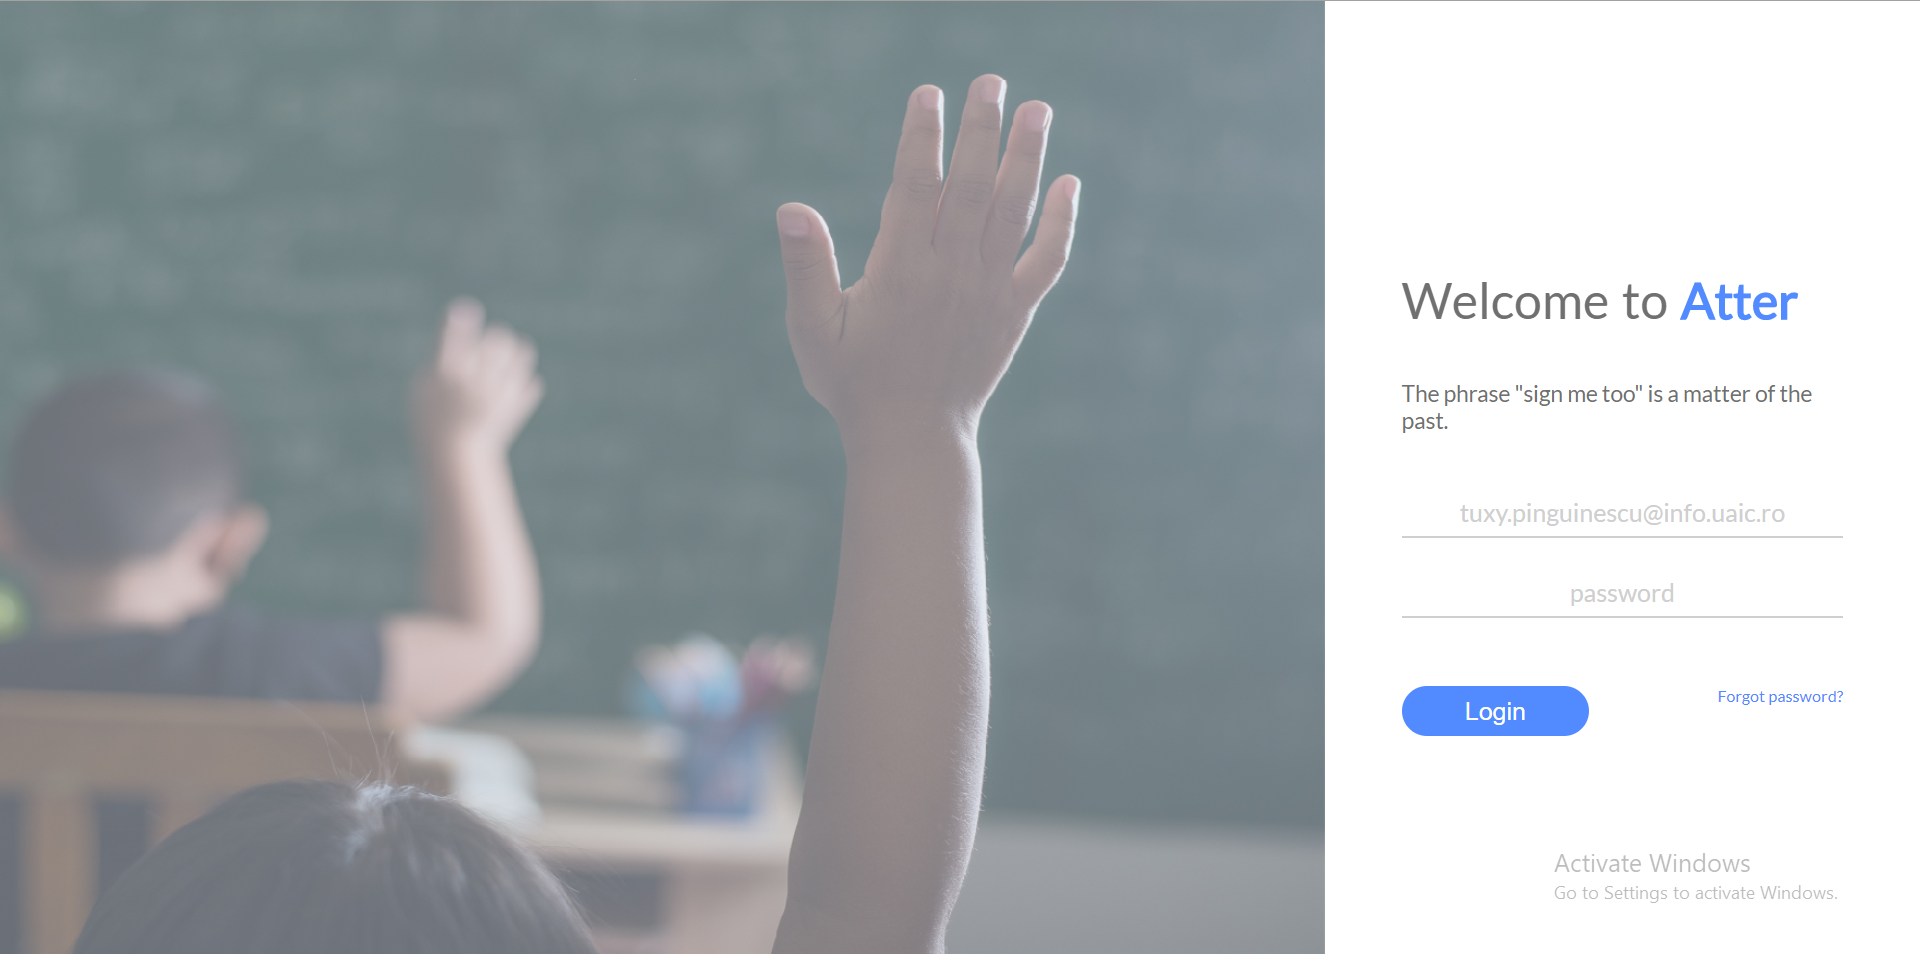 Welcome to Atter
The phrase "sign me too" is a matter of the
past.
tuxy.pinguinescu@info.uaic.ro
password
Login
Forgot password?
Activate Windows
Go to Settings to activate Windows.